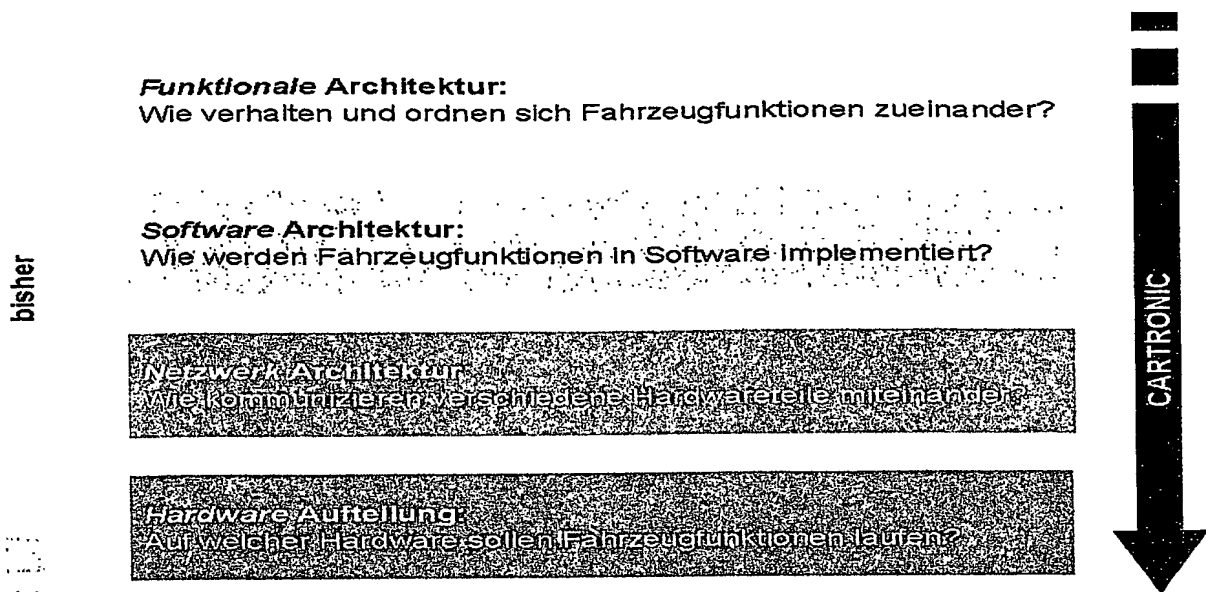 Funktionale Architektur:
Wie verhalten und ordnen sich Fahrzeugfunktionen zueinander?
Software Architektur:
Wie werden Fahrzeugfunktionen in Software implementiert?
Netzwerk Architektur
Wie kommunizieren verschiedene Hardwareteile miteinander?
Hardware Aufteilung:
Auf welcher Hardware sollen Fahrzeugfunktionen laufen?
bisher
CARTRONIC